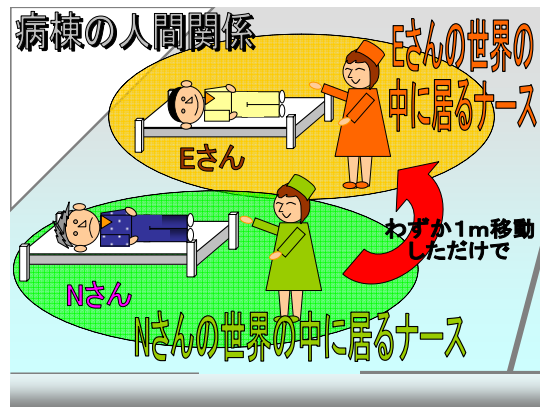 病棟の人間関係
Eさんの世界の
中に居るナース
Eさん
わずか１ｍ移動
しただけで
Nさん
Nさんの世界の中に居るナース